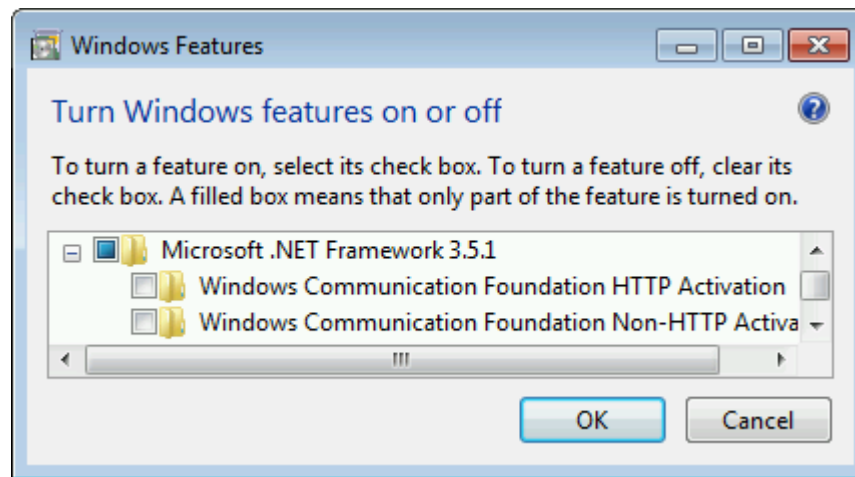 Windows Features
Turn Windows features on or off
To turn a feature on, select its check box. To turn a feature off, clear its
check box. A filled box means that only part of the feature is turned on.
Microsoft .NET Framework 3.5.1
Windows Communication Foundation HTTP Activation
Windows Communication Foundation Non-HTTP Activa
OK Cancel